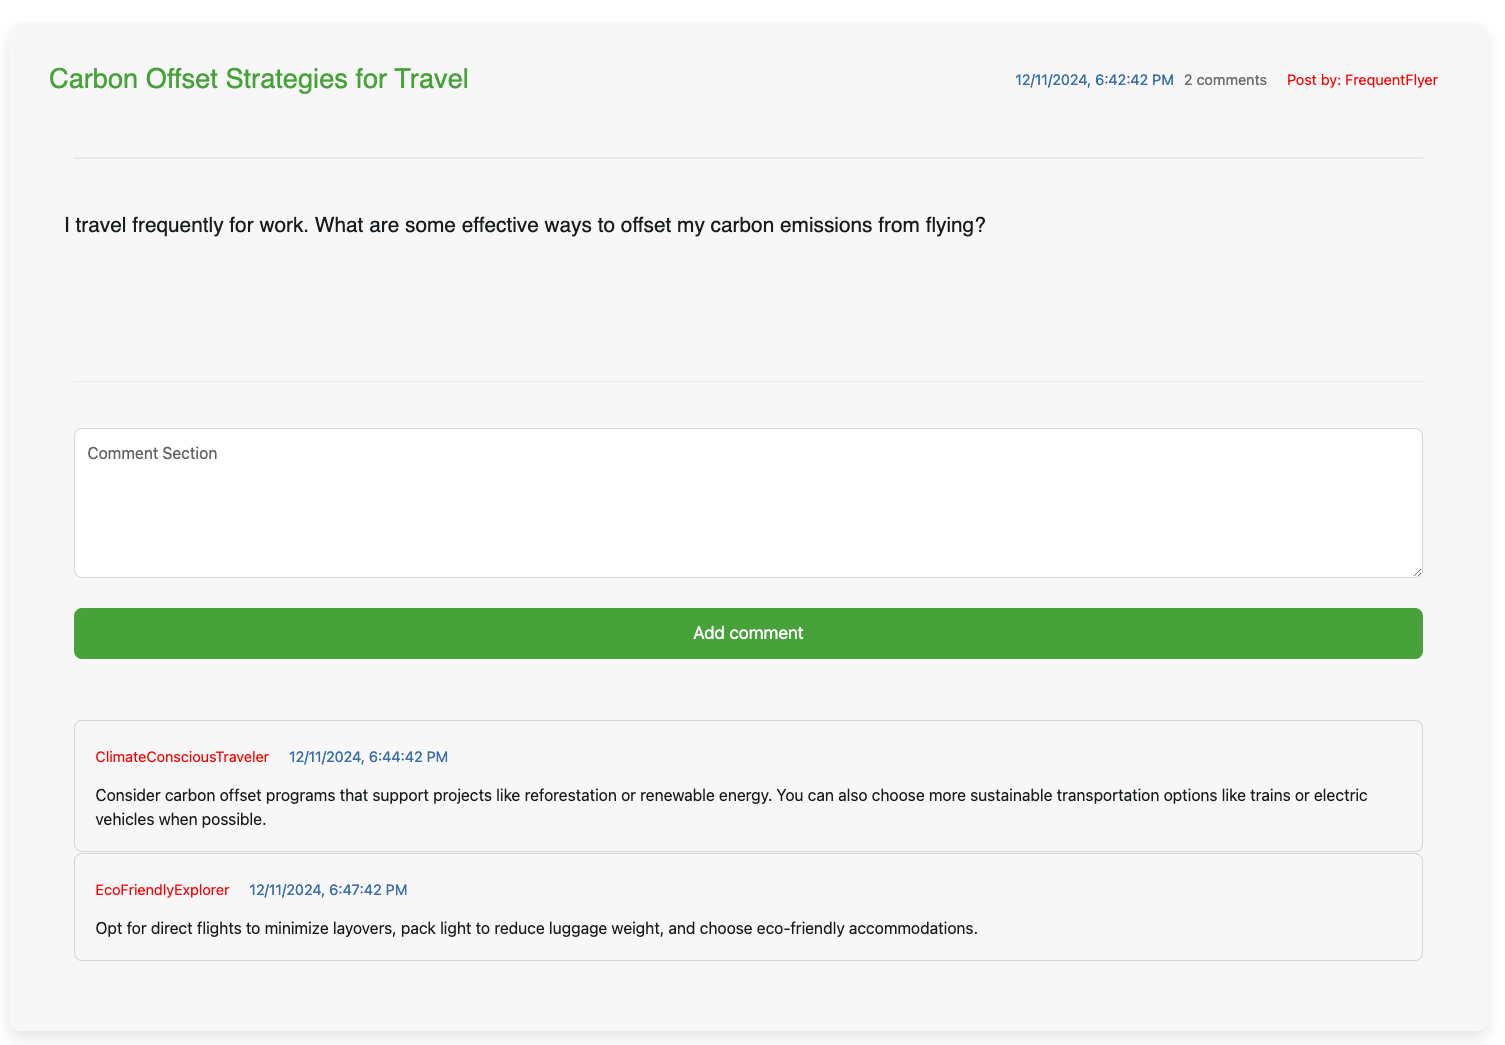 Carbon Offset Strategies for Travel
12/11/2024, 6:42:42 PM 2 comments Post by: FrequentFlyer
I travel frequently for work. What are some effective ways to offset my carbon emissions from flying?
Comment Section
Add comment
ClimateConsciousTraveler 12/11/2024, 6:44:42 PM
Consider carbon offset programs that support projects like reforestation or renewable energy. You can also choose more sustainable transportation options like trains or electric
vehicles when possible.
EcoFriendlyExplorer 12/11/2024, 6:47:42 PM
Opt for direct flights to minimize layovers, pack light to reduce luggage weight, and choose eco-friendly accommodations.